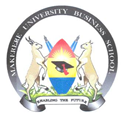 MAKERERE UNIVERSITY BUSINESS SCHOOL
ENABLING THE FUTURE